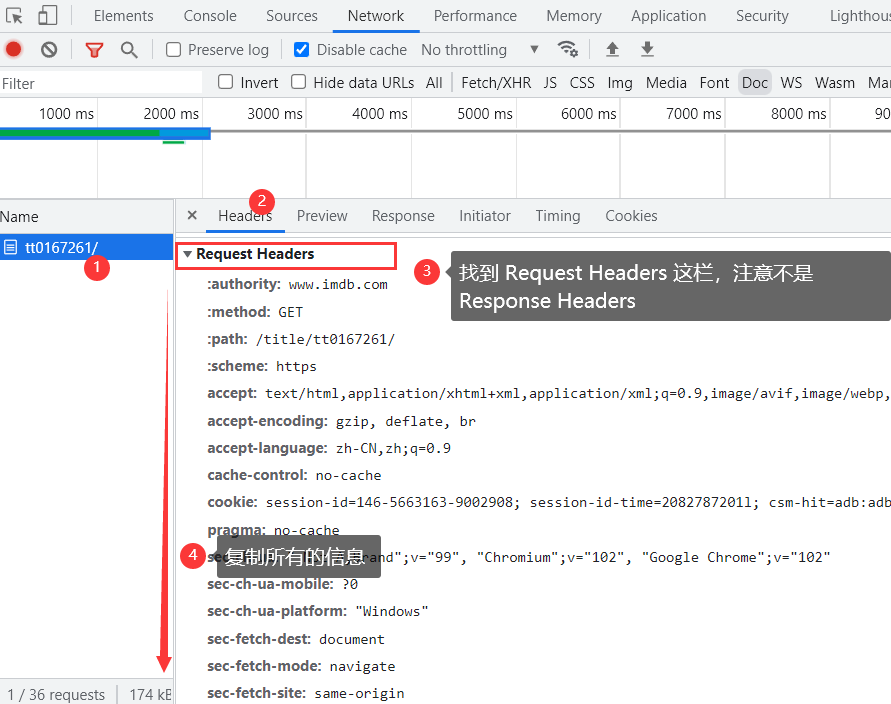 Elements Console Sources Network Performance Memory Application Security Lighthous
Preserve log Disable cache No throttling
Filter Invert Hide data URLs All Fetch/XHR JS CSS Img Media Font Doc WS Wasm Man
1000 ms 2000 ms 3000 ms 4000 ms 5000 ms 6000 ms 7000 ms 8000 ms 90
Name
2
Headers Preview Response Initiator Timing Cookies
tt0167261/
1
Request Headers
3
找到 Request Headers 这栏，注意不是
Response Headers
:authority: www.imdb.com
:method: GET
:path: /title/tt0167261/
:scheme: https
accept: text/html,application/xhtml+xml,application/xml;q=0.9,image/avif,image/webp,
accept-encoding: gzip, deflate, br
accept-language: zh-CN,zh;q=0.9
cache-control: no-cache
cookie: session-id=146-5663163-9002908; session-id-time=2082787201l; csm-hit=adb:adb
pragma: no-cache
4
复制所有的信息
rand";v="99", "Chromium";v="102", "Google Chrome";v="102"
sec-ch-ua-mobile: ?0
sec-ch-ua-platform: "Windows"
sec-fetch-dest: document
sec-fetch-mode: navigate
sec-fetch-site: same-origin
1 / 36 requests 174 kB